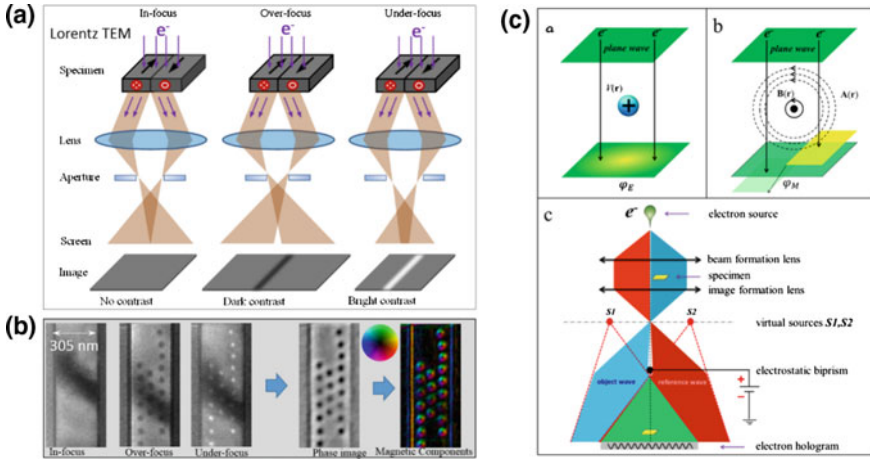 (a)
In-focus
Over-focus
Under-focus
Lorentz TEM
e-
e-
e-
Specimen
Lens
Aperture
Screen
Image
No contrast
Dark contrast
Bright contrast
(b)
305 nm
In-focus
Over-focus
Under-focus
Phase image
Magnetic Components
(c)
a
e-
e-
plane wave
V(r)
+
φE
b
e-
e-
plane wave
B(r)
A(r)
φM
c
e-
electron source
beam formation lens
specimen
image formation lens
S1
S2
virtual sources S1,S2
electrostatic biprism
object wave
reference wave
+
−
electron hologram